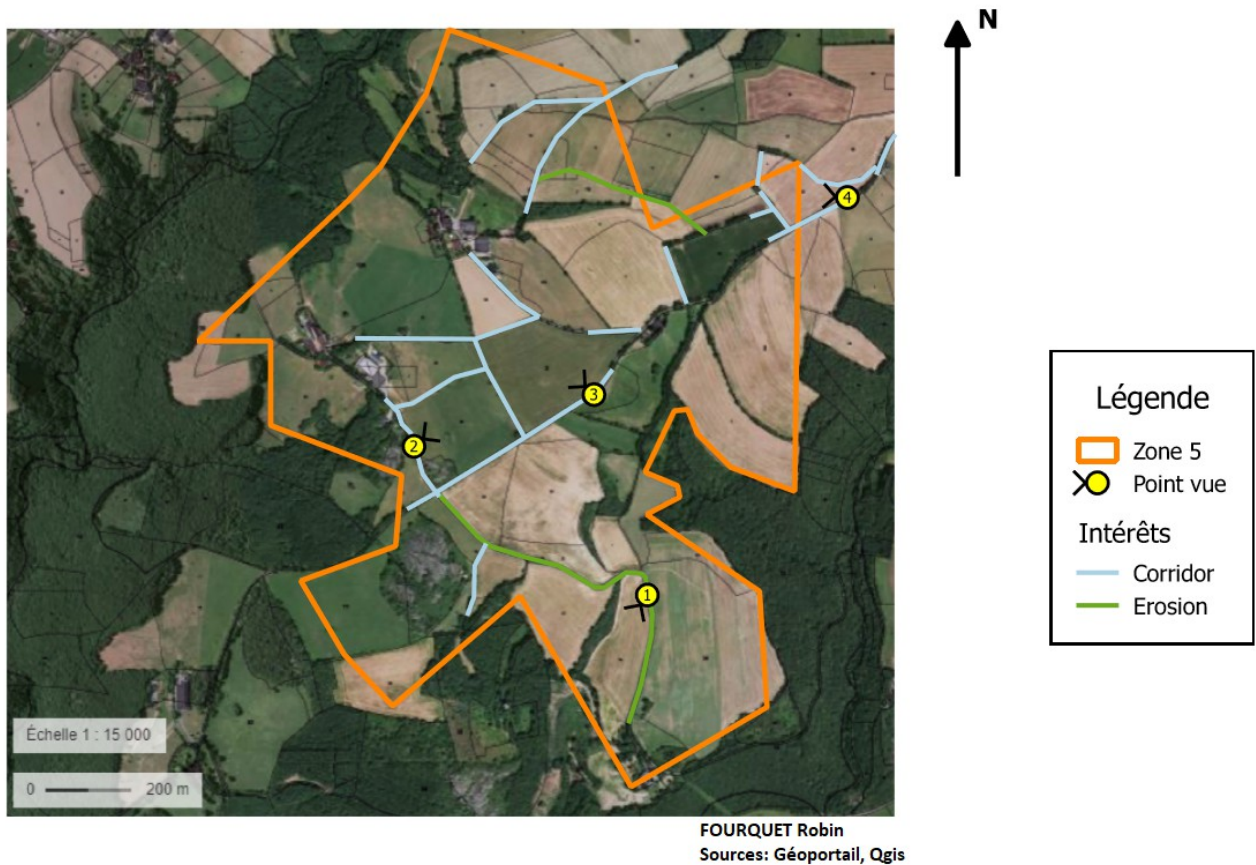 N
4
3
2
1
Légende
Zone 5
Point vue
Intérêts
Corridor
Erosion
Échelle 1 : 15 000
0 200 m
FOURQUET Robin
Sources: Géoportail, Qgis